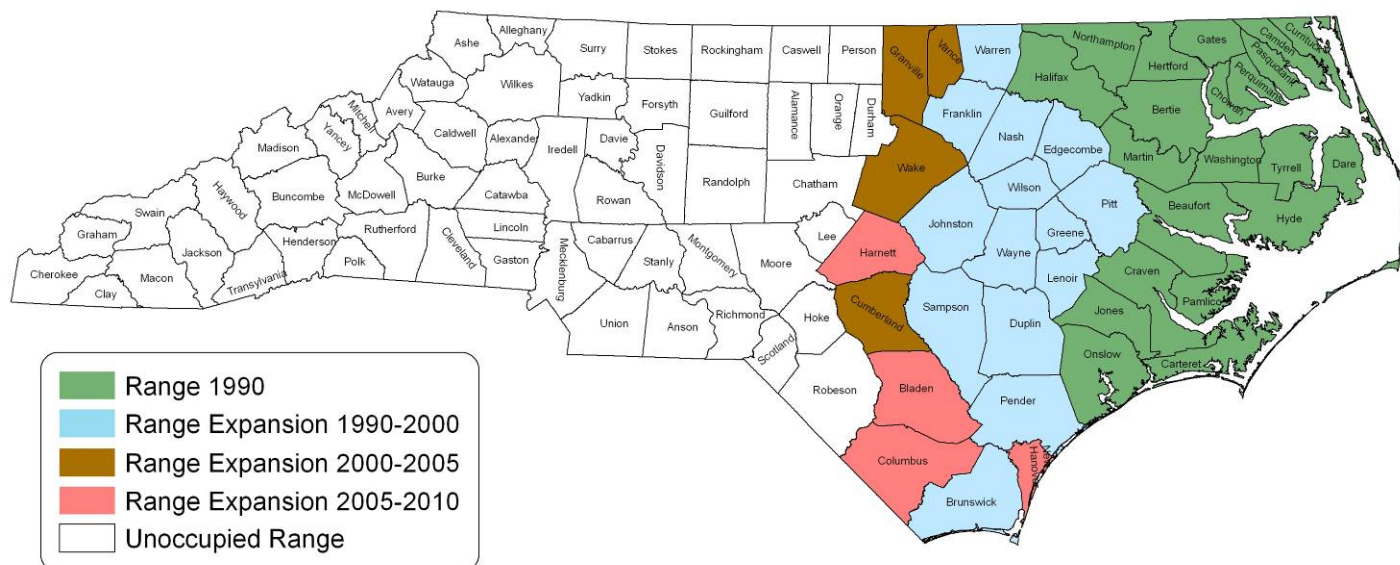 Alleghany
Ashe
Surry
Stokes
Rockingham
Caswell
Person
Granville
Vance
Warren
Northampton
Gates
Camden
Currituck
Pasquotank
Perquimans
Chowan
Hertford
Halifax
Bertie
Watauga
Wilkes
Yadkin
Forsyth
Guilford
Alamance
Orange
Durham
Franklin
Nash
Edgecombe
Martin
Washington
Tyrrell
Dare
Mitchell
Avery
Yancey
Caldwell
Alexander
Iredell
Davie
Davidson
Randolph
Chatham
Wake
Wilson
Pitt
Beaufort
Hyde
Madison
Haywood
Buncombe
McDowell
Burke
Catawba
Rowan
Johnston
Greene
Wayne
Lenoir
Craven
Pamlico
Swain
Graham
Jackson
Henderson
Rutherford
Cleveland
Lincoln
Gaston
Mecklenburg
Cabarrus
Stanly
Montgomery
Moore
Lee
Harnett
Cherokee
Clay
Macon
Transylvania
Polk
Union
Anson
Richmond
Scotland
Hoke
Cumberland
Sampson
Duplin
Jones
Onslow
Carteret
Robeson
Bladen
Pender
Columbus
Brunswick
New
Hanover
Range 1990
Range Expansion 1990-2000
Range Expansion 2000-2005
Range Expansion 2005-2010
Unoccupied Range